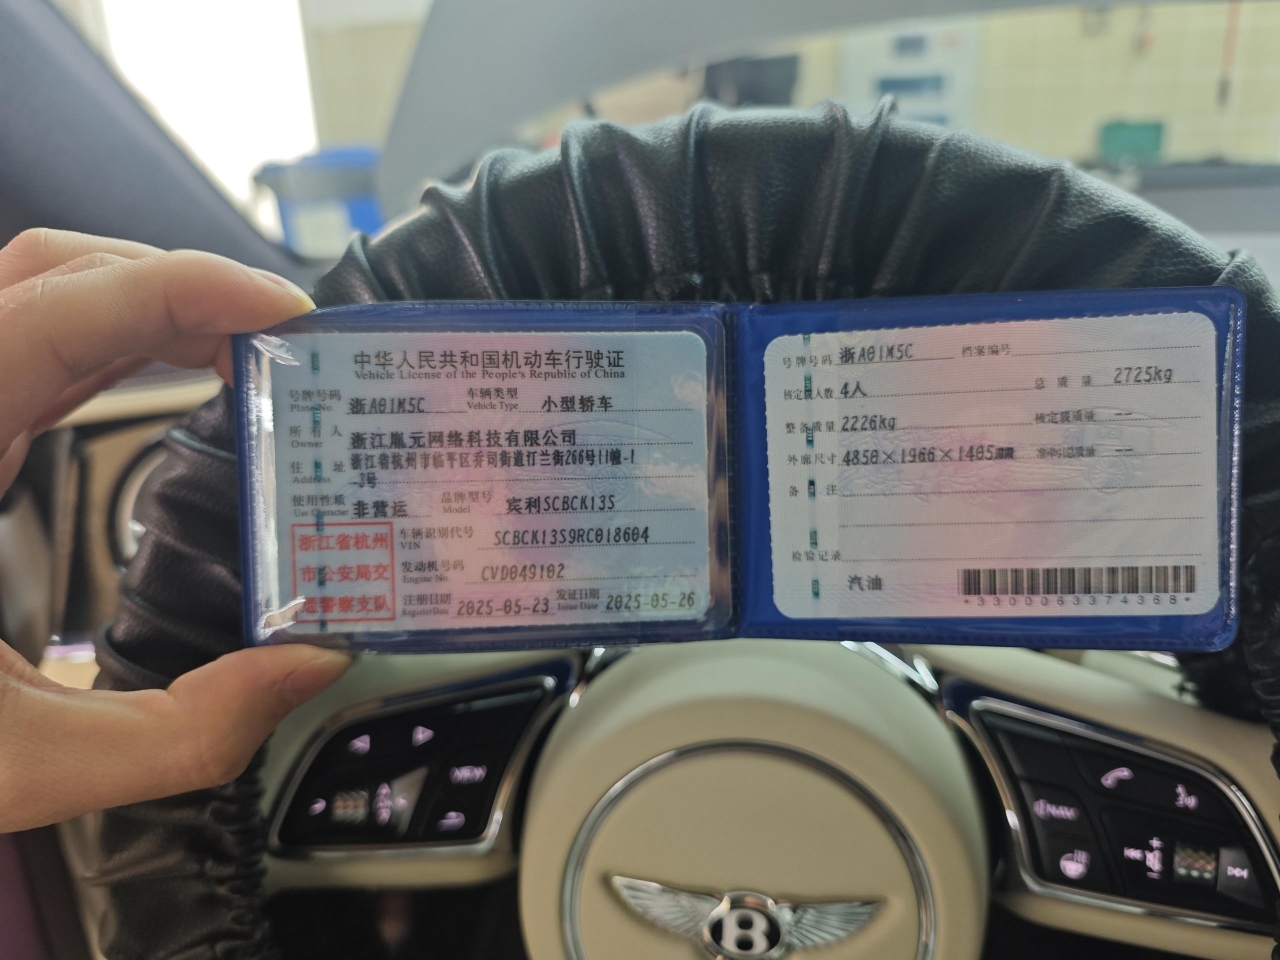 中华人民共和国机动车行驶证
Vehicle License of the People's Republic of China
号牌号码 浙A01M5C 车辆类型 小型轿车
Plate No. Vehicle Type
所有人 浙江胤元网络科技有限公司
Owner
住址 浙江省杭州市临平区乔司街道汀兰街266号11幢-1
Address -3号
使用性质 非营运 品牌型号 宾利SCBCK13S
Use Character Model
浙江省杭州
市公安局交
通警察支队
车辆识别代号 SCBCK13S9RC018604
VIN
发动机号码 CVD049102
Engine No.
注册日期 2025-05-23 发证日期 2025-05-26
Register Date Issue Date
号牌号码 浙A01M5C 档案编号
核定载人数 4人 总质量 2725kg
整备质量 2226kg 核定载质量 --
外廓尺寸 4850×1966×1405mm 准牵引总质量 --
备注
检验记录
汽油
*3300063374368*
VIEW
NAV
B